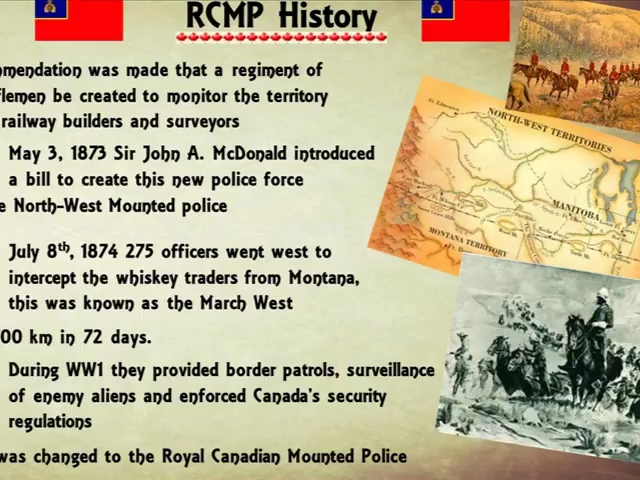 RCMP History
mmendation was made that a regiment of
flemen be created to monitor the territory
railway builders and surveyors
May 3, 1873 Sir John A. McDonald introduced
a bill to create this new police force
e North-West Mounted police
July 8th, 1874 275 officers went west to
intercept the whiskey traders from Montana,
this was known as the March West
00 km in 72 days.
During WW1 they provided border patrols, surveillance
of enemy aliens and enforced Canada's security
regulations
was changed to the Royal Canadian Mounted Police
Ft. Edmonton
NORTH-WEST TERRITORIES
MANITOBA
MONTANA TERRITORY